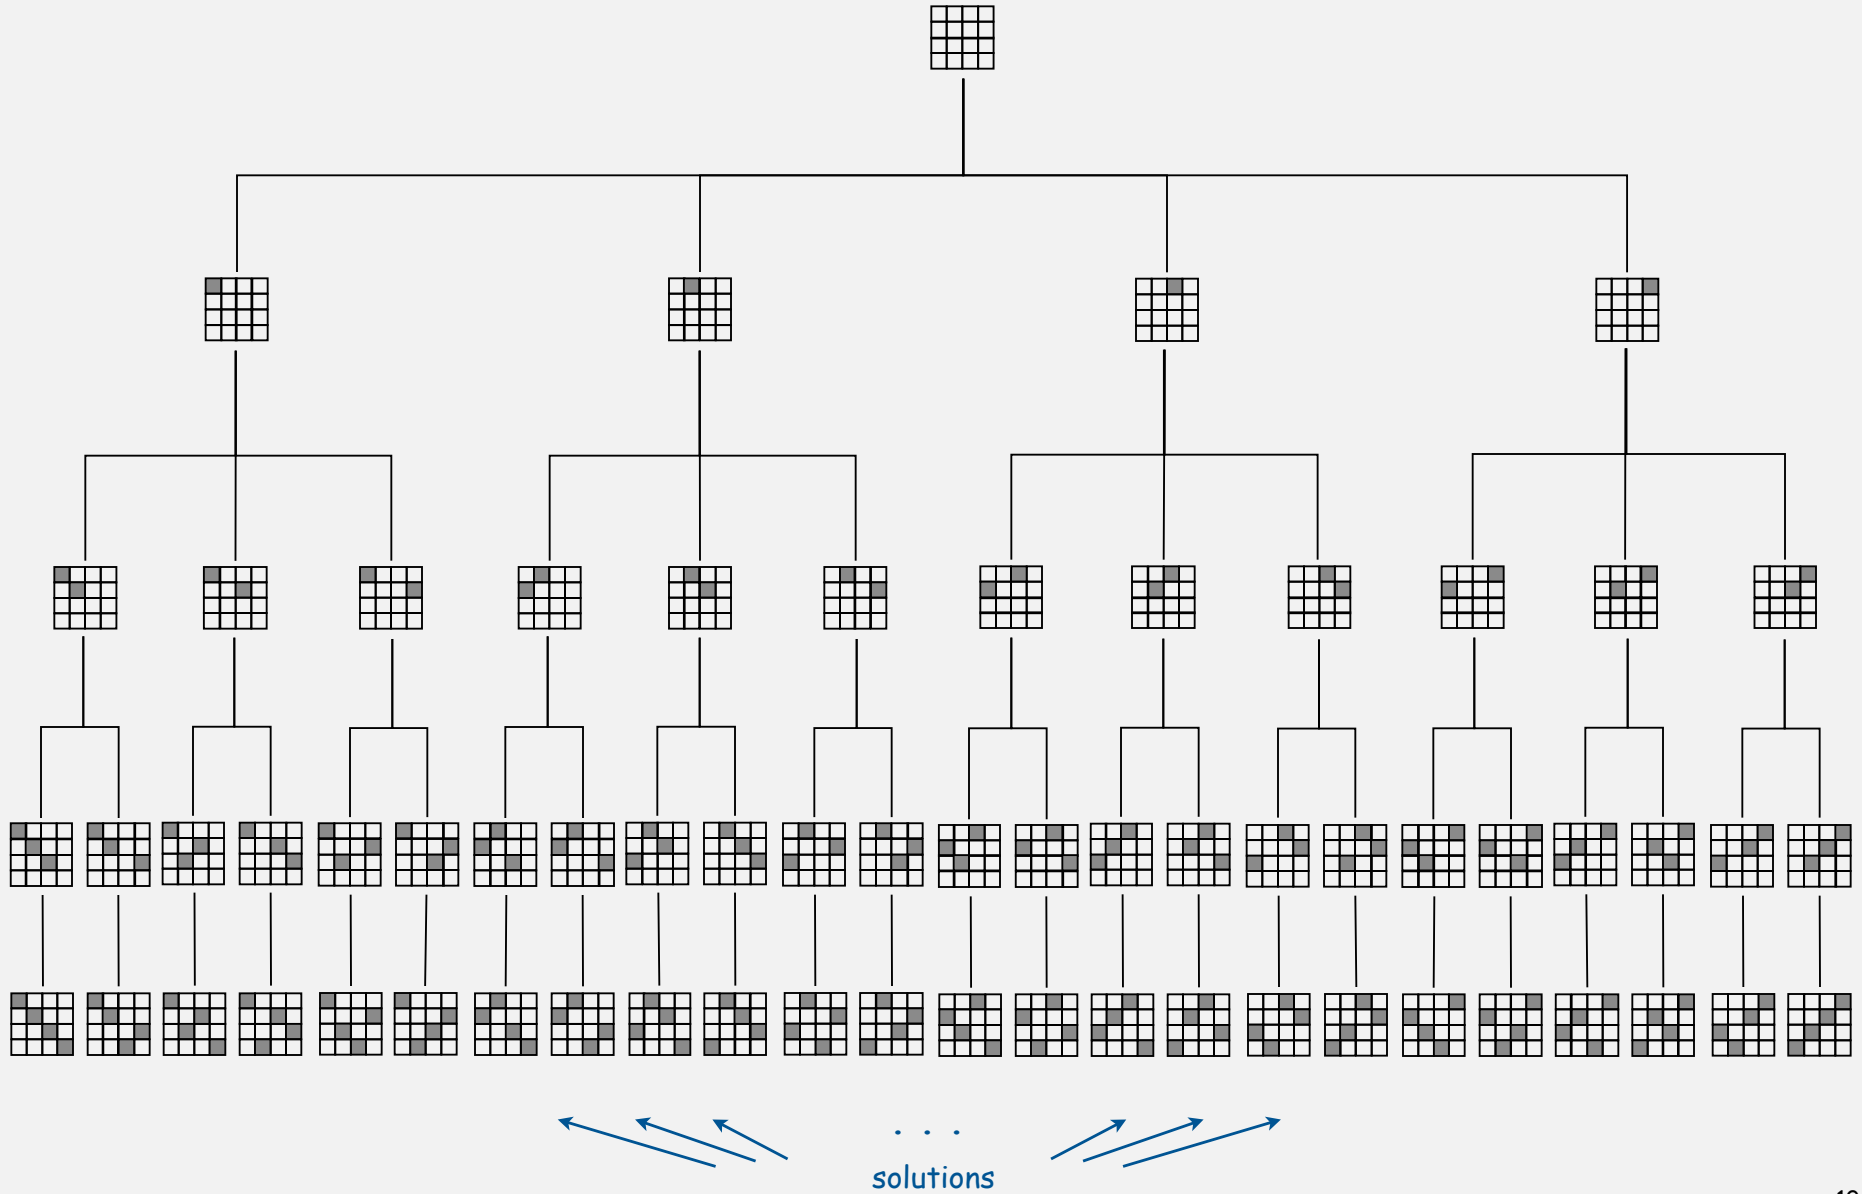 . . .
solutions